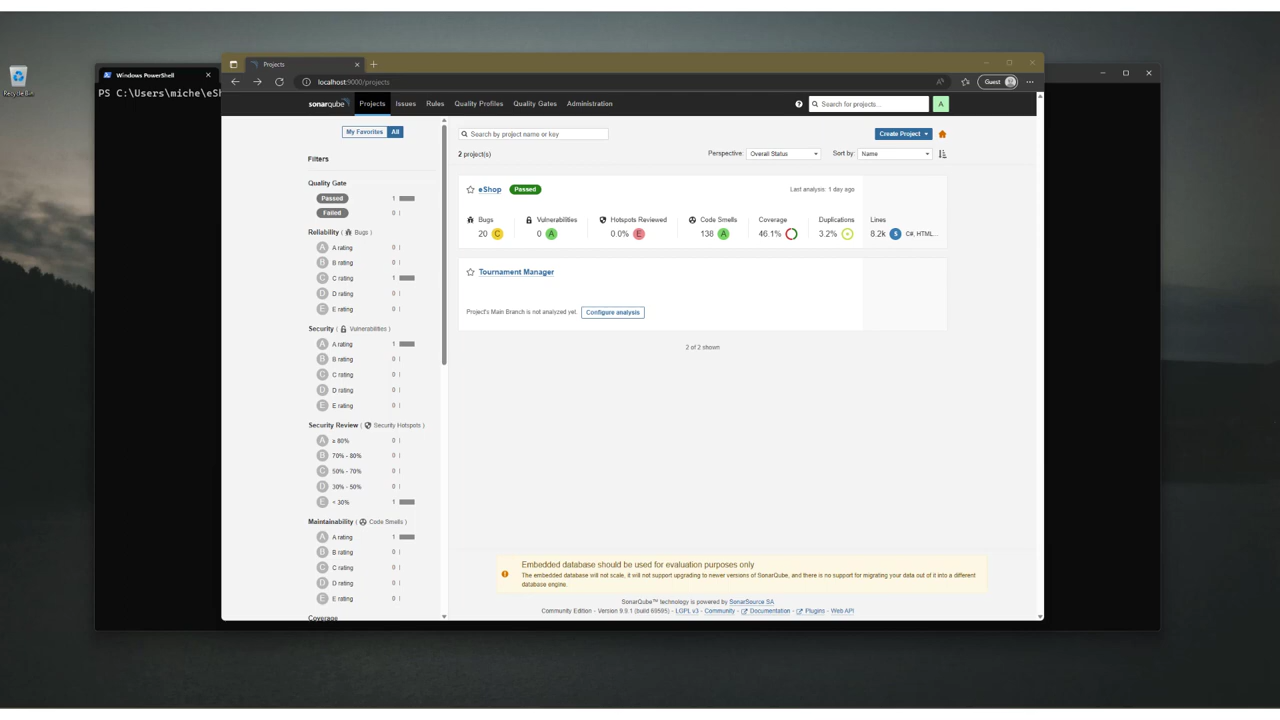 Recycle Bin
Windows PowerShell
PS C:\Users\miche\eSh
Projects
localhost:9000/projects
Guest
sonarqube
Projects
Issues
Rules
Quality Profiles
Quality Gates
Administration
Search for projects...
A
My Favorites
All
Filters
Quality Gate
Passed 1
Failed 0
Reliability ( Bugs )
A A rating 0
B B rating 0
C C rating 1
D D rating 0
E E rating 0
Security ( Vulnerabilities )
A A rating 1
B B rating 0
C C rating 0
D D rating 0
E E rating 0
Security Review ( Security Hotspots )
A ≥ 80% 0
B 70% - 80% 0
C 50% - 70% 0
D 30% - 50% 0
E < 30% 1
Maintainability ( Code Smells )
A A rating 1
B B rating 0
C C rating 0
D D rating 0
E E rating 0
Coverage
Search by project name or key
Create Project
2 project(s)
Perspective: Overall Status
Sort by: Name
eShop Passed
Last analysis: 1 day ago
Bugs Vulnerabilities Hotspots Reviewed Code Smells Coverage Duplications Lines
20 C 0 A 0.0% E 138 A 46.1% 3.2% 8.2k S C#, HTML...
Tournament Manager
Project's Main Branch is not analyzed yet. Configure analysis
2 of 2 shown
Embedded database should be used for evaluation purposes only
The embedded database will not scale, it will not support upgrading to newer versions of SonarQube, and there is no support for migrating your data out of it into a different
database engine.
SonarQube™ technology is powered by SonarSource SA
Community Edition - Version 9.9.1 (build 69595) - LGPL v3 - Community - Documentation - Plugins - Web API